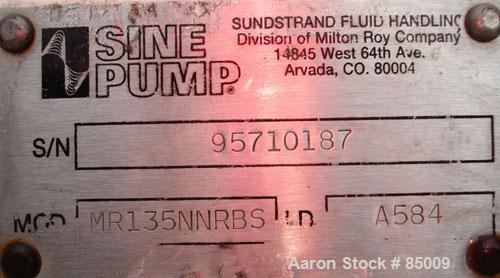 SINE
PUMP®
SUNDSTRAND FLUID HANDLING
Division of Milton Roy Company
14845 West 64th Ave.
Arvada, CO. 80004
S/N 95710187
MOD MR135NNRBS I.D A584
Aaron Stock # 85009